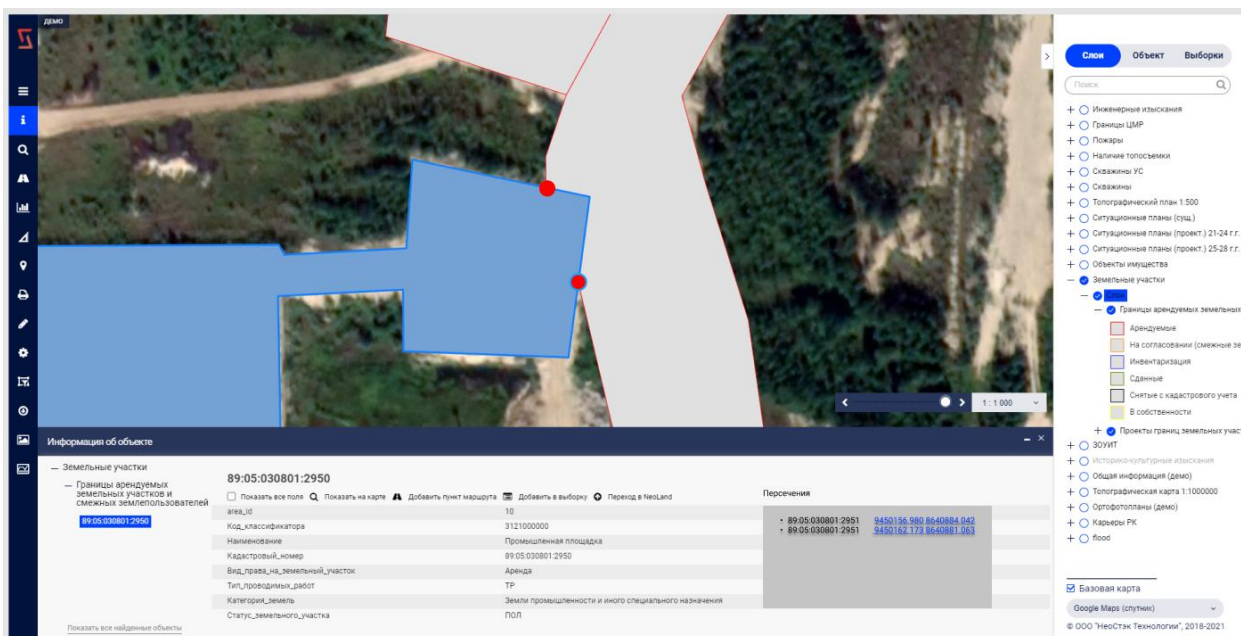 ДЕМО
Слои Объект Выборки
Поиск
Инженерные изыскания
Границы ЦМР
Пожары
Наличие топосъемки
Скважины УС
Скважины
Топографический план 1:500
Ситуационные планы (сущ.)
Ситуационные планы (проект.) 21-24 г.г.
Ситуационные планы (проект.) 25-28 г.г.
Объекты имущества
Земельные участки
Слои
Границы арендуемых земельных
Арендуемые
На согласовании (смежные зе
Инвентаризация
Сданные
Снятые с кадастрового учета
В собственности
Проекты границ земельных учас
ЗОУИТ
Историко-культурные изыскания
Общая информация (демо)
Топографическая карта 1:1000000
Ортофотопланы (демо)
Карьеры РК
flood
Базовая карта
Google Maps (спутник)
© ООО "НеоСтэк Технологии", 2018-2021
1 : 1 000
Информация об объекте
Земельные участки
Границы арендуемых
земельных участков и
смежных землепользователей
89:05:030801:2950
Показать все найденные объекты
89:05:030801:2950
Показать все поля Показать на карте Добавить пункт маршрута Добавить в выборку Переход в NeoLand
area_id 10
Код_классификатора 3121000000
Наименование Промышленная площадка
Кадастровый_номер 89:05:030801:2950
Вид_права_на_земельный_участок Аренда
Тип_проводимых_работ ТР
Категория_земель Земли промышленности и иного специального назначения
Статус_земельного_участка ПОЛ
Персечения
89:05:030801:2951 9450156.980 8640884.042
89:05:030801:2951 9450162.173 8640881.063